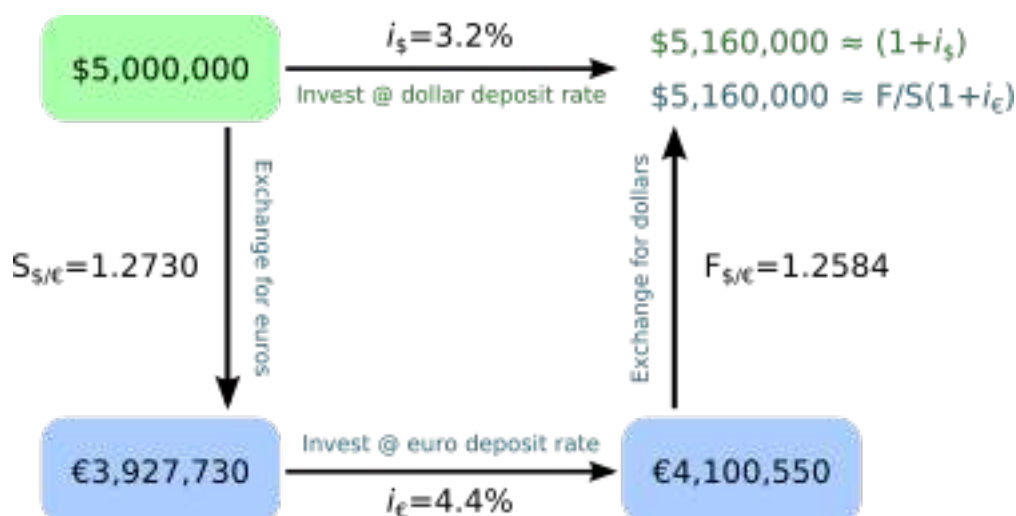 $5,000,000
i$=3.2%
Invest @ dollar deposit rate
$5,160,000 ≈ (1+i$)
$5,160,000 ≈ F/S(1+i€)
S$/€=1.2730
Exchange for euros
Exchange for dollars
F$/€=1.2584
€3,927,730
Invest @ euro deposit rate
i€=4.4%
€4,100,550